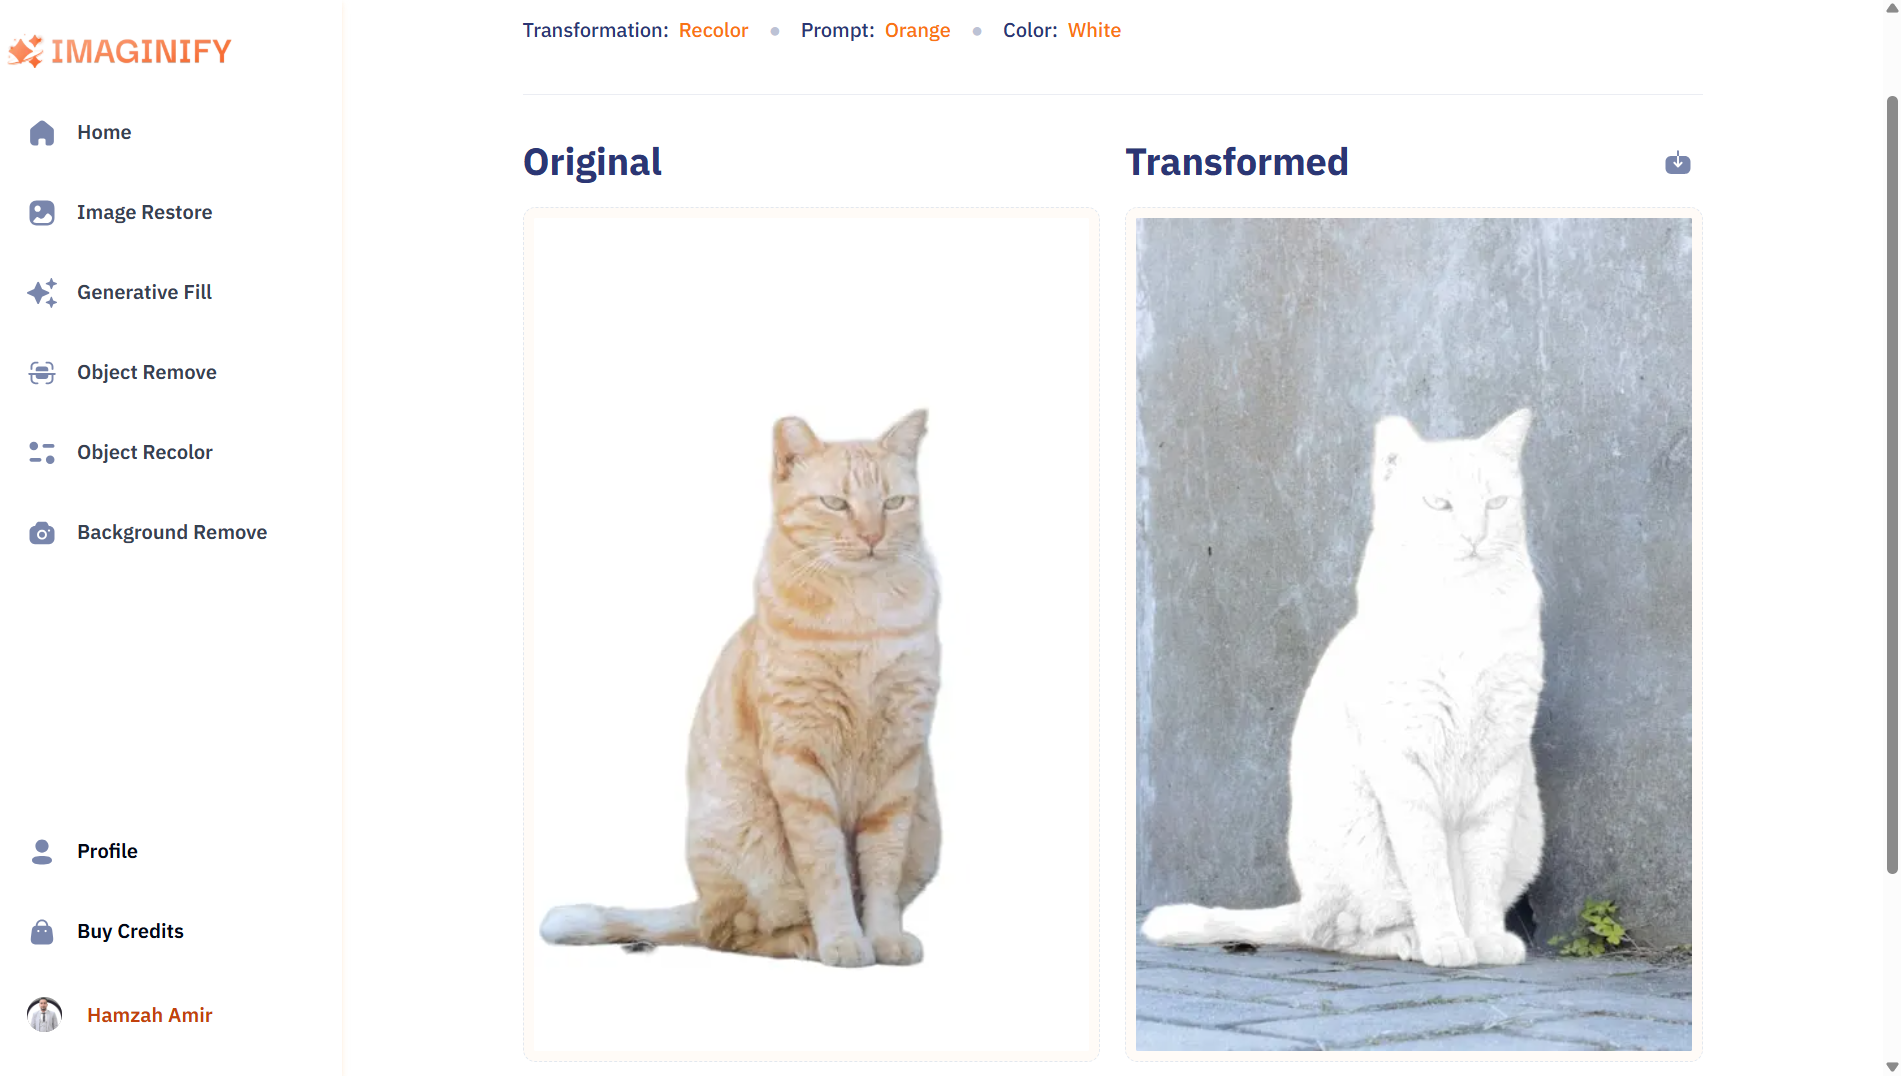 IMAGINIFY
Home
Image Restore
Generative Fill
Object Remove
Object Recolor
Background Remove
Profile
Buy Credits
Hamzah Amir
Transformation: Recolor • Prompt: Orange • Color: White
Original
Transformed